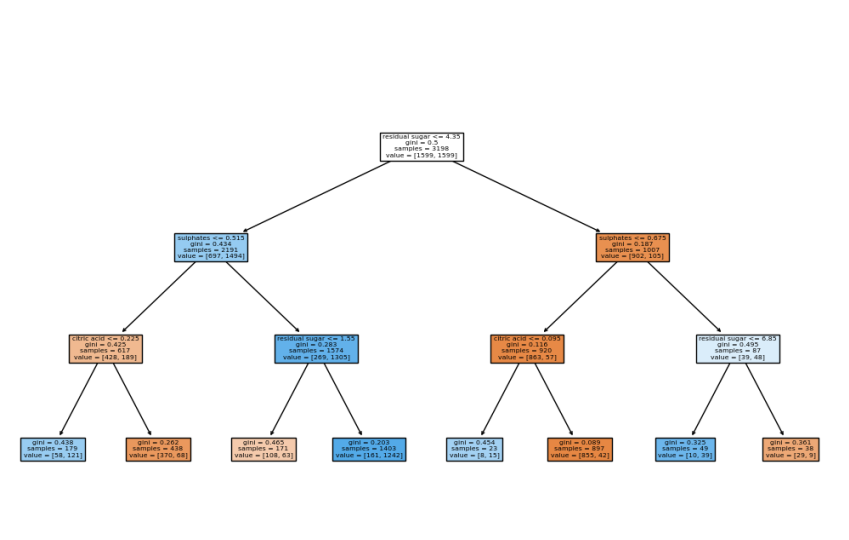 residual sugar <= 4.35
gini = 0.5
samples = 3198
value = [1599, 1599]
sulphates <= 0.515
gini = 0.434
samples = 2191
value = [697, 1494]
sulphates <= 0.675
gini = 0.187
samples = 1007
value = [902, 105]
citric acid <= 0.225
gini = 0.425
samples = 617
value = [428, 189]
residual sugar <= 1.55
gini = 0.283
samples = 1574
value = [269, 1305]
citric acid <= 0.095
gini = 0.116
samples = 920
value = [863, 57]
residual sugar <= 6.85
gini = 0.495
samples = 87
value = [39, 48]
gini = 0.438
samples = 179
value = [58, 121]
gini = 0.262
samples = 438
value = [370, 68]
gini = 0.465
samples = 171
value = [108, 63]
gini = 0.203
samples = 1403
value = [161, 1242]
gini = 0.454
samples = 23
value = [8, 15]
gini = 0.089
samples = 897
value = [855, 42]
gini = 0.325
samples = 49
value = [10, 39]
gini = 0.361
samples = 38
value = [29, 9]